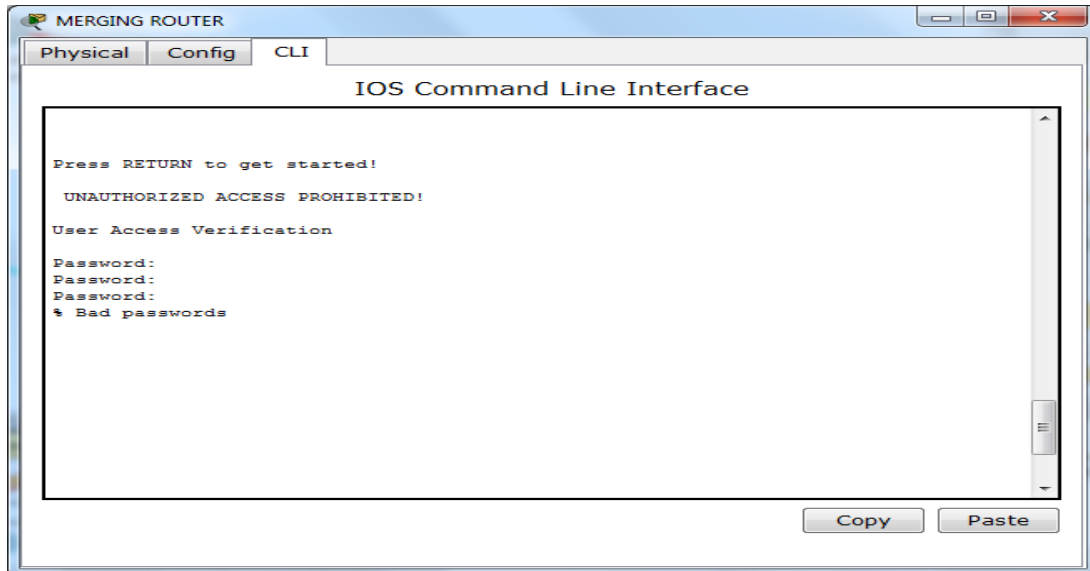 MERGING ROUTER
Physical Config CLI
IOS Command Line Interface
Press RETURN to get started!
UNAUTHORIZED ACCESS PROHIBITED!
User Access Verification
Password:
Password:
Password:
% Bad passwords
Copy Paste